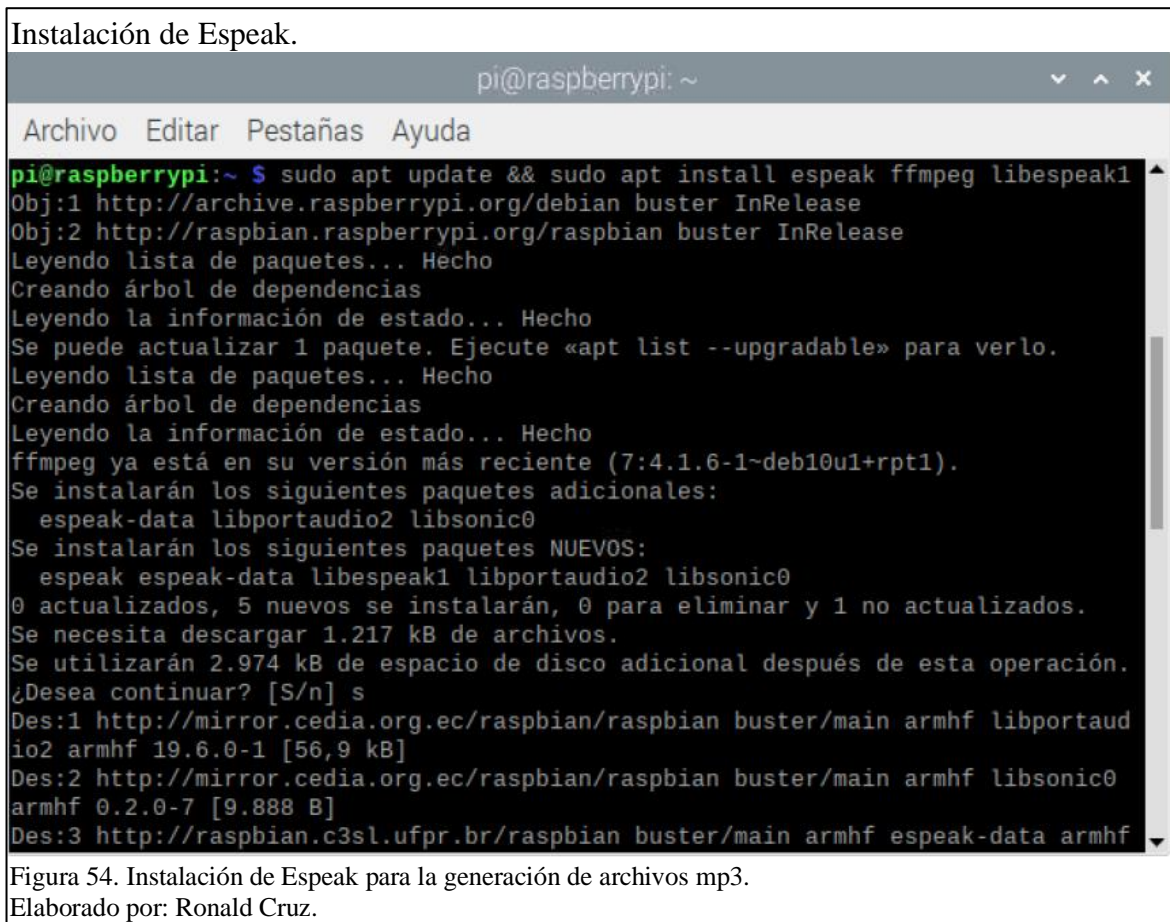 Instalación de Espeak.
pi@raspberrypi: ~
Archivo Editar Pestañas Ayuda
pi@raspberrypi:~ $ sudo apt update && sudo apt install espeak ffmpeg libespeak1
Obj:1 http://archive.raspberrypi.org/debian buster InRelease
Obj:2 http://raspbian.raspberrypi.org/raspbian buster InRelease
Leyendo lista de paquetes... Hecho
Creando árbol de dependencias
Leyendo la información de estado... Hecho
Se puede actualizar 1 paquete. Ejecute «apt list --upgradable» para verlo.
Leyendo lista de paquetes... Hecho
Creando árbol de dependencias
Leyendo la información de estado... Hecho
ffmpeg ya está en su versión más reciente (7:4.1.6-1~deb10u1+rpt1).
Se instalarán los siguientes paquetes adicionales:
  espeak-data libportaudio2 libsonic0
Se instalarán los siguientes paquetes NUEVOS:
  espeak espeak-data libespeak1 libportaudio2 libsonic0
0 actualizados, 5 nuevos se instalarán, 0 para eliminar y 1 no actualizados.
Se necesita descargar 1.217 kB de archivos.
Se utilizarán 2.974 kB de espacio de disco adicional después de esta operación.
¿Desea continuar? [S/n] s
Des:1 http://mirror.cedia.org.ec/raspbian/raspbian buster/main armhf libportaud
io2 armhf 19.6.0-1 [56,9 kB]
Des:2 http://mirror.cedia.org.ec/raspbian/raspbian buster/main armhf libsonic0
armhf 0.2.0-7 [9.888 B]
Des:3 http://raspbian.c3sl.ufpr.br/raspbian buster/main armhf espeak-data armhf
Figura 54. Instalación de Espeak para la generación de archivos mp3.
Elaborado por: Ronald Cruz.